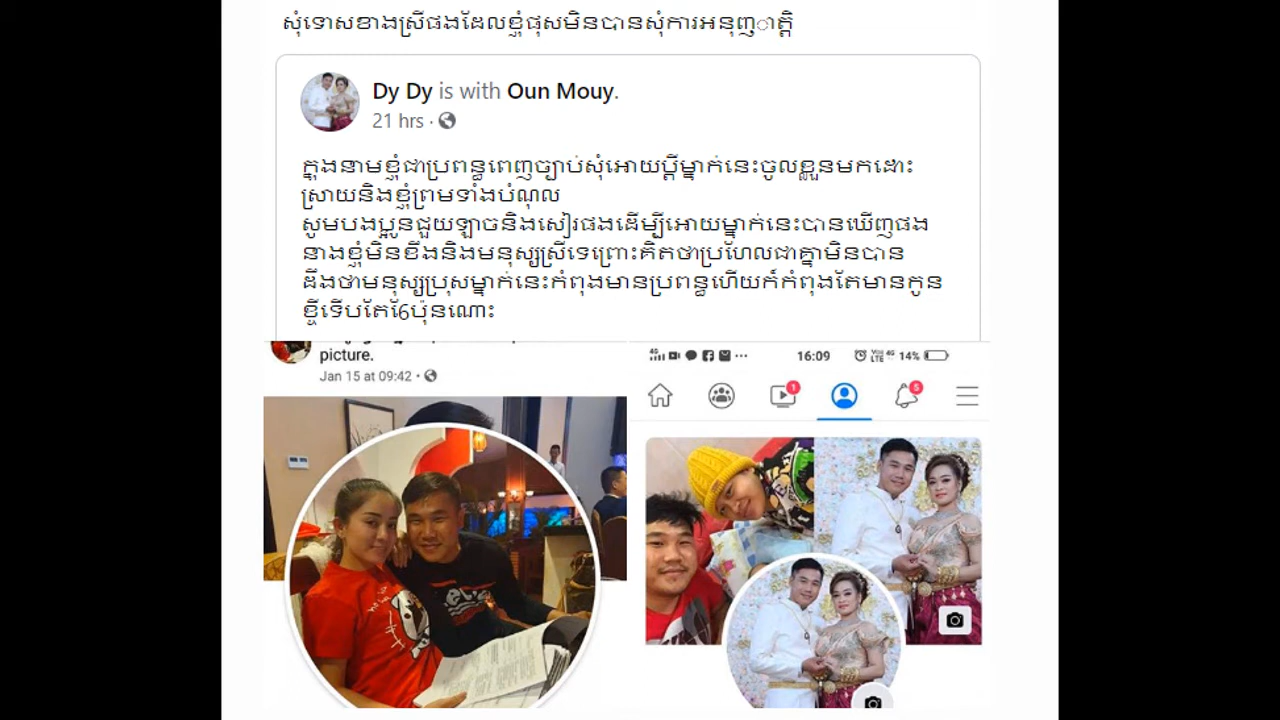 សុំទោសខាងស្រីផងដែលខ្ញុំផុសមិនបានសុំការអនុញ្ញាត្តិ
Dy Dy is with Oun Mouy.
21 hrs ·
ក្នុងនាមខ្ញុំជាប្រពន្ធពេញច្បាប់សុំអោយប្តីម្នាក់នេះចូលខ្លួនមកដោះ
ស្រាយនិងខ្ញុំព្រមទាំងបំណុល
សូមបងប្អូនជួយឡាចនិងសៀរផងដើម្បីអោយម្នាក់នេះបានឃើញផង
នាងខ្ញុំមិនខឹងនិងមនុស្សស្រីទេព្រោះគិតថាប្រហែលជាគ្នាមិនបាន
ដឹងថាមនុស្សប្រុសម្នាក់នេះកំពុងមានប្រពន្ធហើយក៍កំពុងតែមានកូន
ខ្ចីទើបតែ6ប៉ុនណោះ
picture.
Jan 15 at 09:42 ·
4G 16:09 VoLTE 4G 14%
1 5